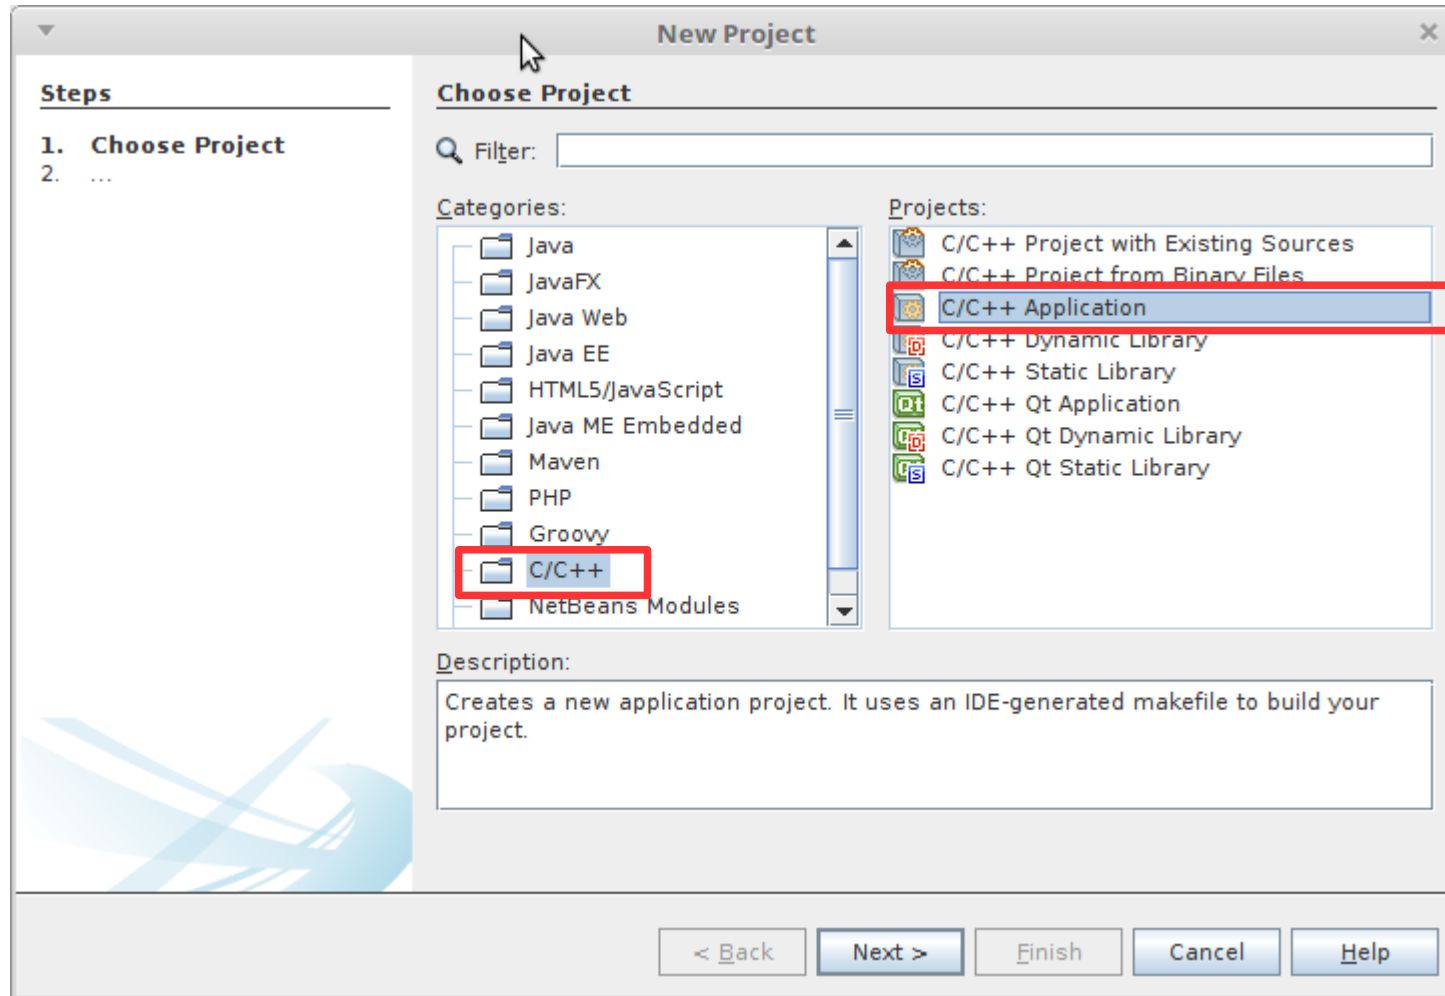 New Project
Steps
1. Choose Project
2. ...
Choose Project
Filter:
Categories:
Java
JavaFX
Java Web
Java EE
HTML5/JavaScript
Java ME Embedded
Maven
PHP
Groovy
C/C++
NetBeans Modules
Projects:
C/C++ Project with Existing Sources
C/C++ Project from Binary Files
C/C++ Application
C/C++ Dynamic Library
C/C++ Static Library
C/C++ Qt Application
C/C++ Qt Dynamic Library
C/C++ Qt Static Library
Description:
Creates a new application project. It uses an IDE-generated makefile to build your
project.
< Back
Next >
Finish
Cancel
Help